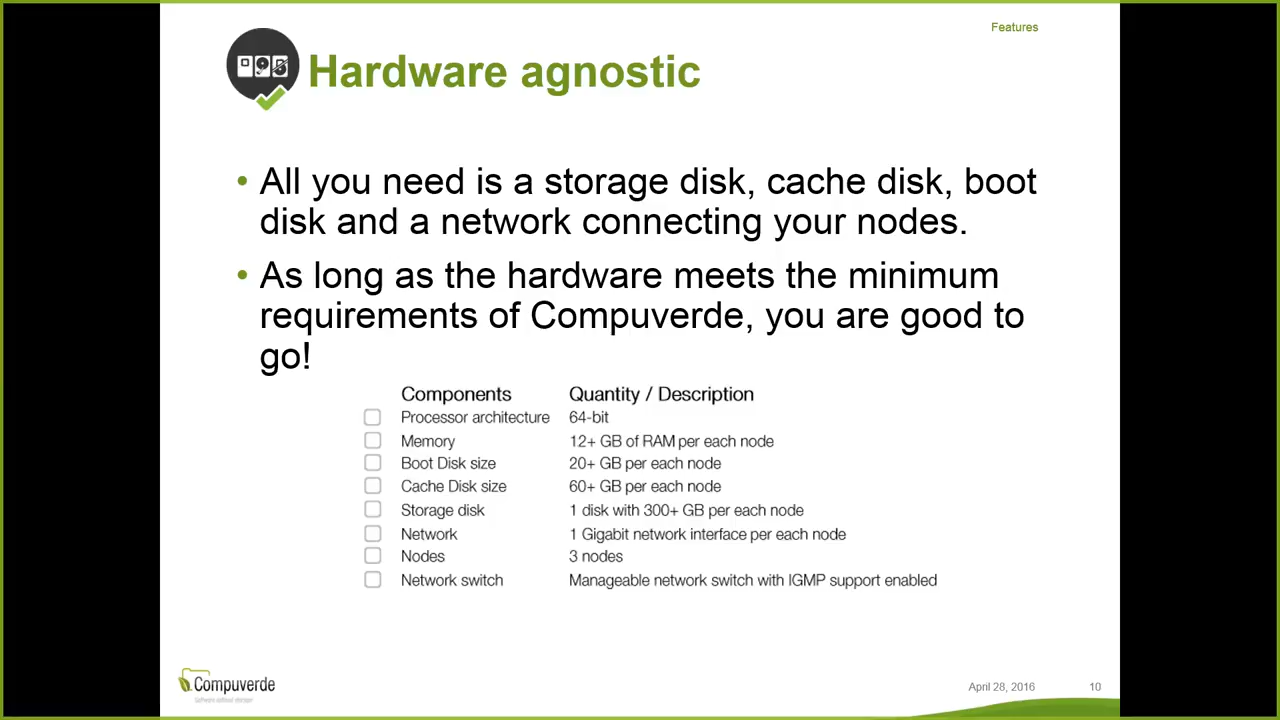 Features
Hardware agnostic
• All you need is a storage disk, cache disk, boot
disk and a network connecting your nodes.
• As long as the hardware meets the minimum
requirements of Compuverde, you are good to
go!
Components Quantity / Description
Processor architecture 64-bit
Memory 12+ GB of RAM per each node
Boot Disk size 20+ GB per each node
Cache Disk size 60+ GB per each node
Storage disk 1 disk with 300+ GB per each node
Network 1 Gigabit network interface per each node
Nodes 3 nodes
Network switch Manageable network switch with IGMP support enabled
Compuverde
Software without storage
April 28, 2016 10